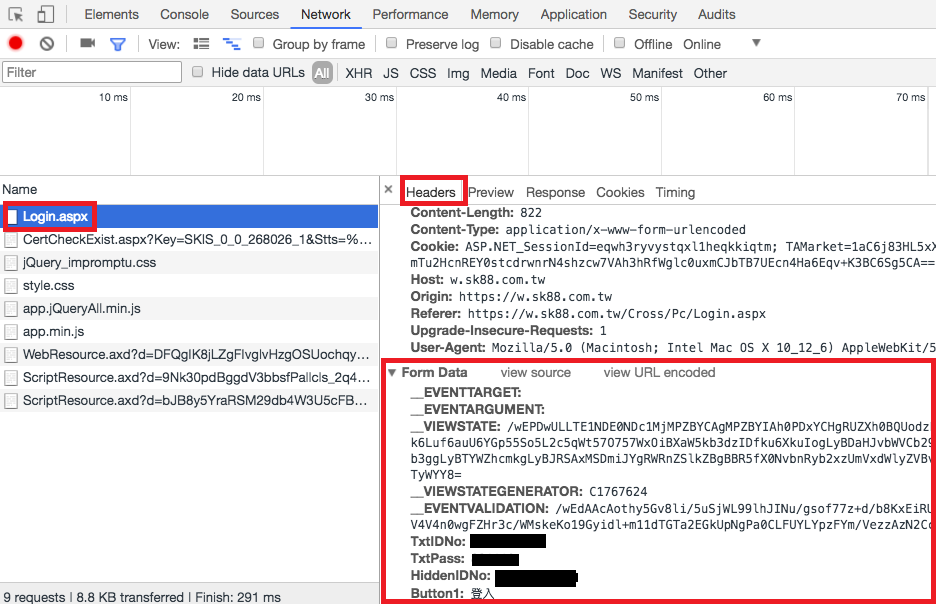 Elements Console Sources Network Performance Memory Application Security Audits
View: Group by frame Preserve log Disable cache Offline Online
Filter Hide data URLs All XHR JS CSS Img Media Font Doc WS Manifest Other
10 ms 20 ms 30 ms 40 ms 50 ms 60 ms 70 ms
Name
Login.aspx
CertCheckExist.aspx?Key=SKIS_0_0_268026_1&Stts=%...
jQuery_impromptu.css
style.css
app.jQueryAll.min.js
app.min.js
WebResource.axd?d=DFQgIK8jLZgFlvglvHzgOSUochqy...
ScriptResource.axd?d=9Nk30pdBggdV3bbsfPallcls_2q4...
ScriptResource.axd?d=bJB8y5YraRSM29db4W3U5cFB...
9 requests | 8.8 KB transferred | Finish: 291 ms
× Headers Preview Response Cookies Timing
Content-Length: 822
Content-Type: application/x-www-form-urlencoded
Cookie: ASP.NET_SessionId=eqwh3ryvystqxl1heqkkiqtm; TAMarket=1aC6j83HL5xX
mTu2HcnREY0stcdrwnrN4shzcw7VAh3hRfWglc0uxmCJbTB7UEcn4Ha6Eqv+K3BC6Sg5CA==
Host: w.sk88.com.tw
Origin: https://w.sk88.com.tw
Referer: https://w.sk88.com.tw/Cross/Pc/Login.aspx
Upgrade-Insecure-Requests: 1
User-Agent: Mozilla/5.0 (Macintosh; Intel Mac OS X 10_12_6) AppleWebKit/5
Form Data view source view URL encoded
__EVENTTARGET:
__EVENTARGUMENT:
__VIEWSTATE: /wEPDwULLTE1NDE0NDc1MjMPZBYCAgMPZBYIAh0PDxYCHgRUZXh0BQUodz
k6Luf6auU6YGp55So5L2c5qWt57O757WxOiBXaW5kb3dzIDfku6XkuIogLyBDaHJvbWVCb29
b3ggLyBTYWZhcmkgLyBJRSAxMSDmiJYgRWRnZSlkZBgBBR5fX0NvbnRyb2xzUmVxdWlyZVBv
TyWYY8=
__VIEWSTATEGENERATOR: C1767624
__EVENTVALIDATION: /wEdAAcAothy5Gv8li/5uSjWL99lhJINu/gsof77z+d/b8KxEiRU
V4V4n0wgFZHr3c/WMskeKo19Gyidl+m11dTGTa2EGkUpNgPa0CLFUYLYpzFYm/VezzAzN2Co
TxtIDNo:
TxtPass:
HiddenIDNo:
Button1: 登入